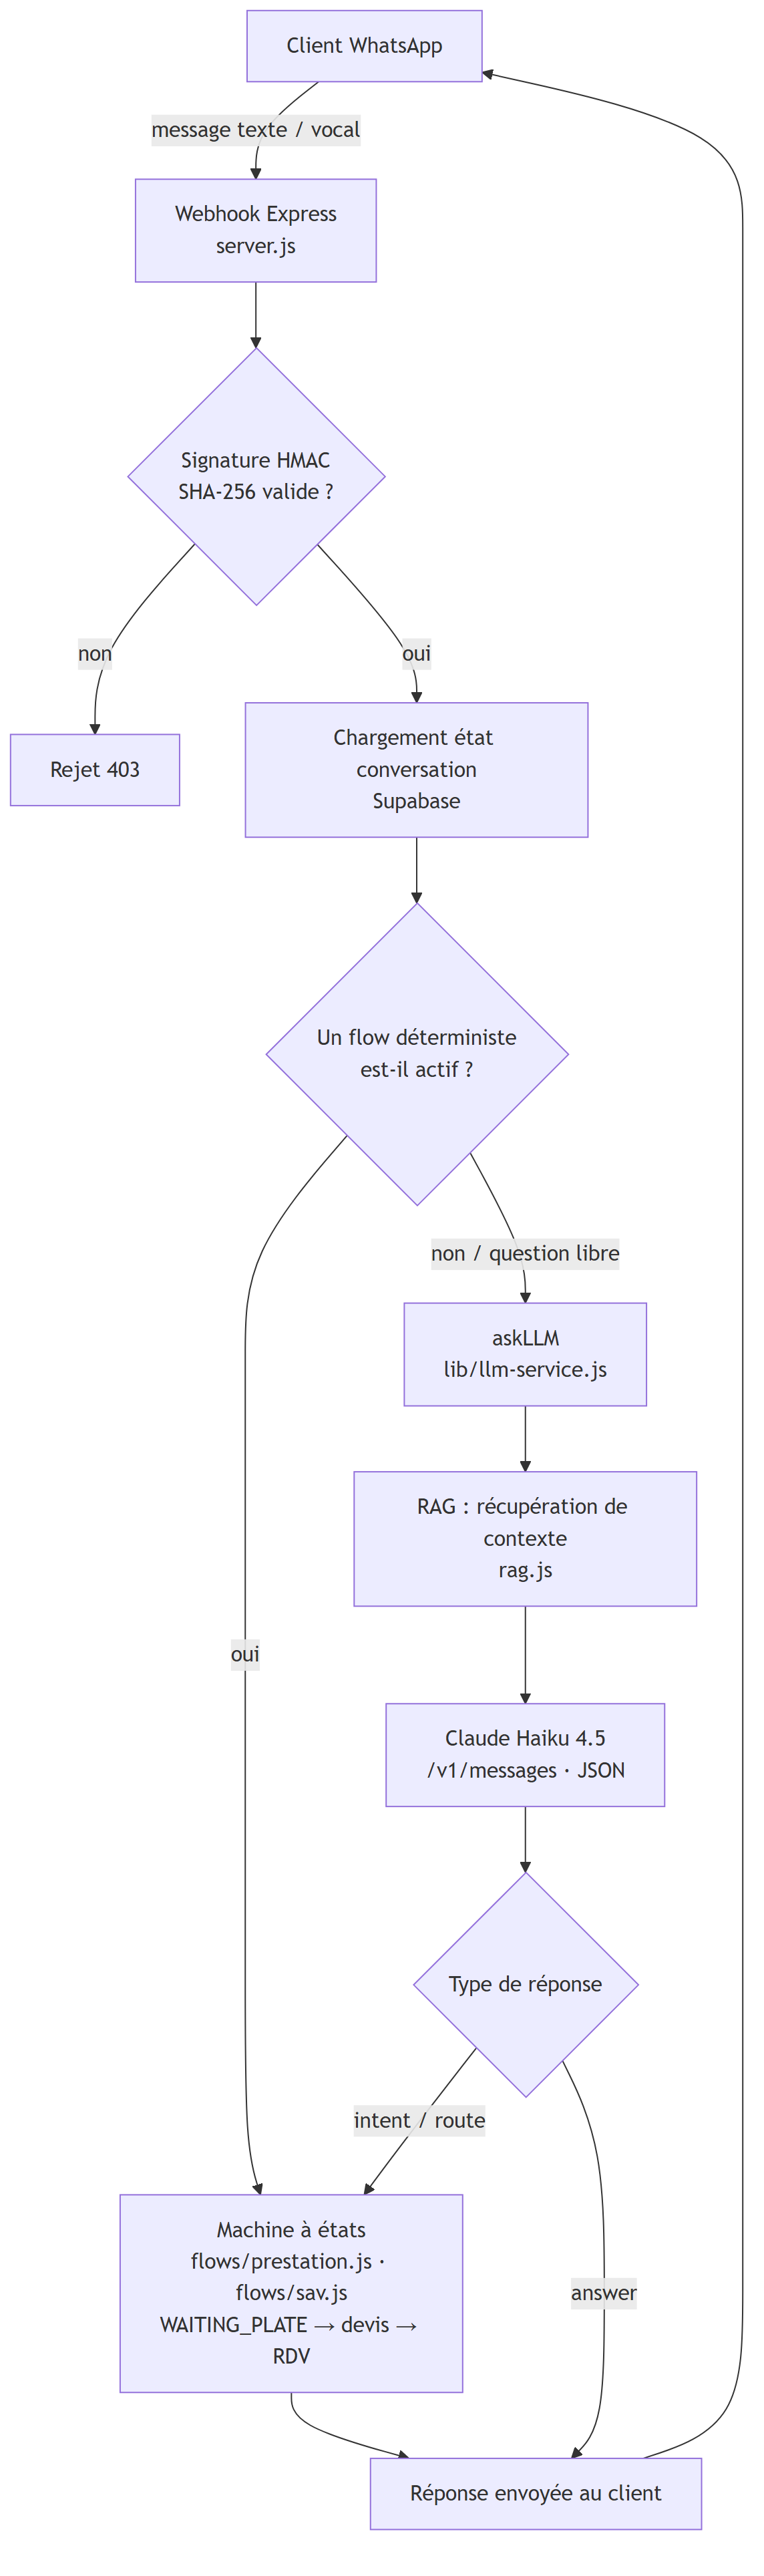 Client WhatsApp
message texte / vocal
Webhook Express
server.js
Signature HMAC
SHA-256 valide ?
non
oui
Rejet 403
Chargement état
conversation
Supabase
Un flow déterministe
est-il actif ?
non / question libre
askLLM
lib/llm-service.js
RAG : récupération de
contexte
rag.js
oui
Claude Haiku 4.5
/v1/messages · JSON
Type de réponse
intent / route
Machine à états
flows/prestation.js ·
flows/sav.js
WAITING_PLATE → devis →
RDV
answer
Réponse envoyée au client